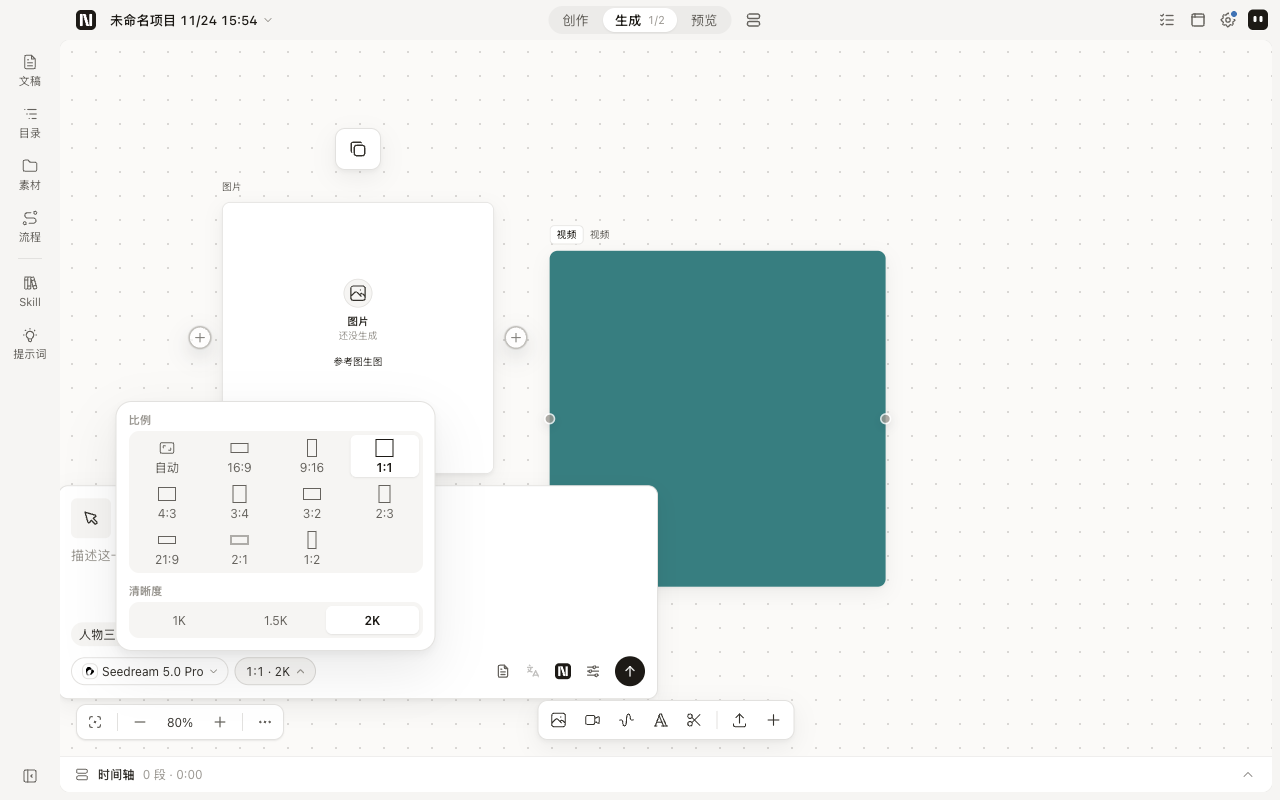 未命名项目 11/24 15:54
创作
生成 1/2
预览
文稿
目录
素材
流程
Skill
提示词
图片
图片
还没生成
参考图生图
视频 视频
比例
自动 16:9 9:16 1:1
4:3 3:4 3:2 2:3
21:9 2:1 1:2
清晰度
1K 1.5K 2K
描述这
人物三
Seedream 5.0 Pro
1:1 · 2K
80%
时间轴 0 段 · 0:00